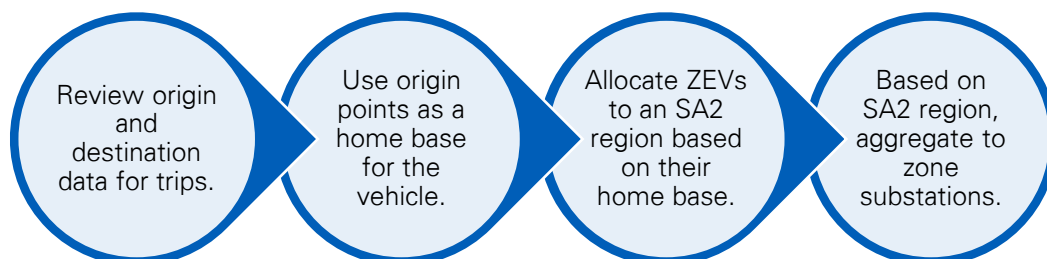 Review origin
and
destination
data for trips.
Use origin
points as a
home base
for the
vehicle.
Allocate ZEVs
to an SA2
region based
on their
home base.
Based on
SA2 region,
aggregate to
zone
substations.